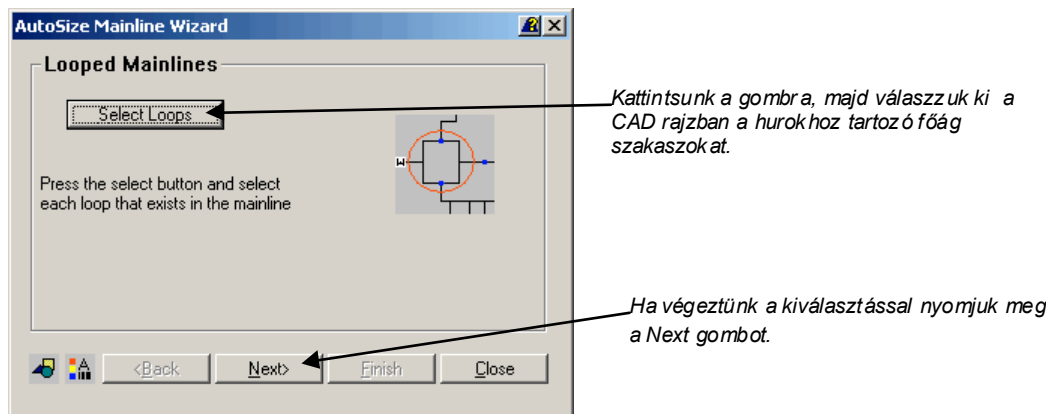 AutoSize Mainline Wizard
Looped Mainlines
Select Loops
Kattintsunk a gombra, majd válaszzuk ki a
CAD rajzban a hurokhoz tartozó főág
szakaszokat.
W
Press the select button and select
each loop that exists in the mainline
Ha végeztünk a kiválasztással nyomjuk meg
a Next gombot.
A
<Back
Next>
Finish
Close